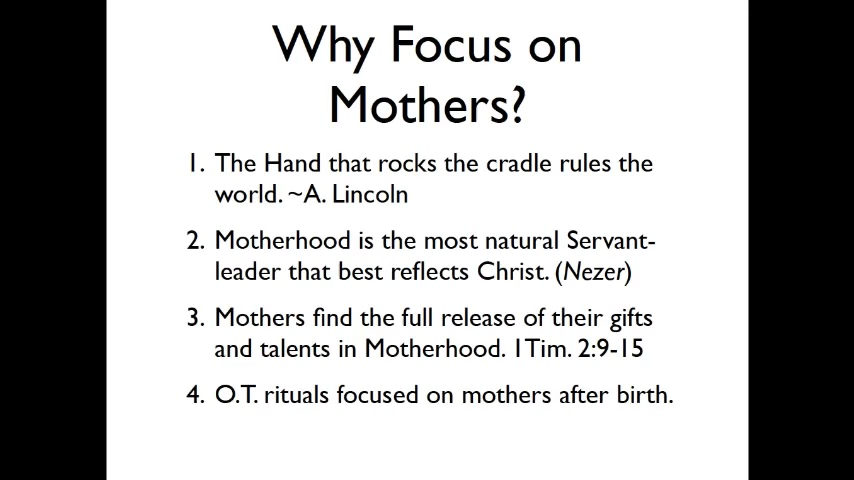 Why Focus on
Mothers?
1. The Hand that rocks the cradle rules the
world. ~A. Lincoln
2. Motherhood is the most natural Servant-
leader that best reflects Christ. (Nezer)
3. Mothers find the full release of their gifts
and talents in Motherhood. 1Tim. 2:9-15
4. O.T. rituals focused on mothers after birth.